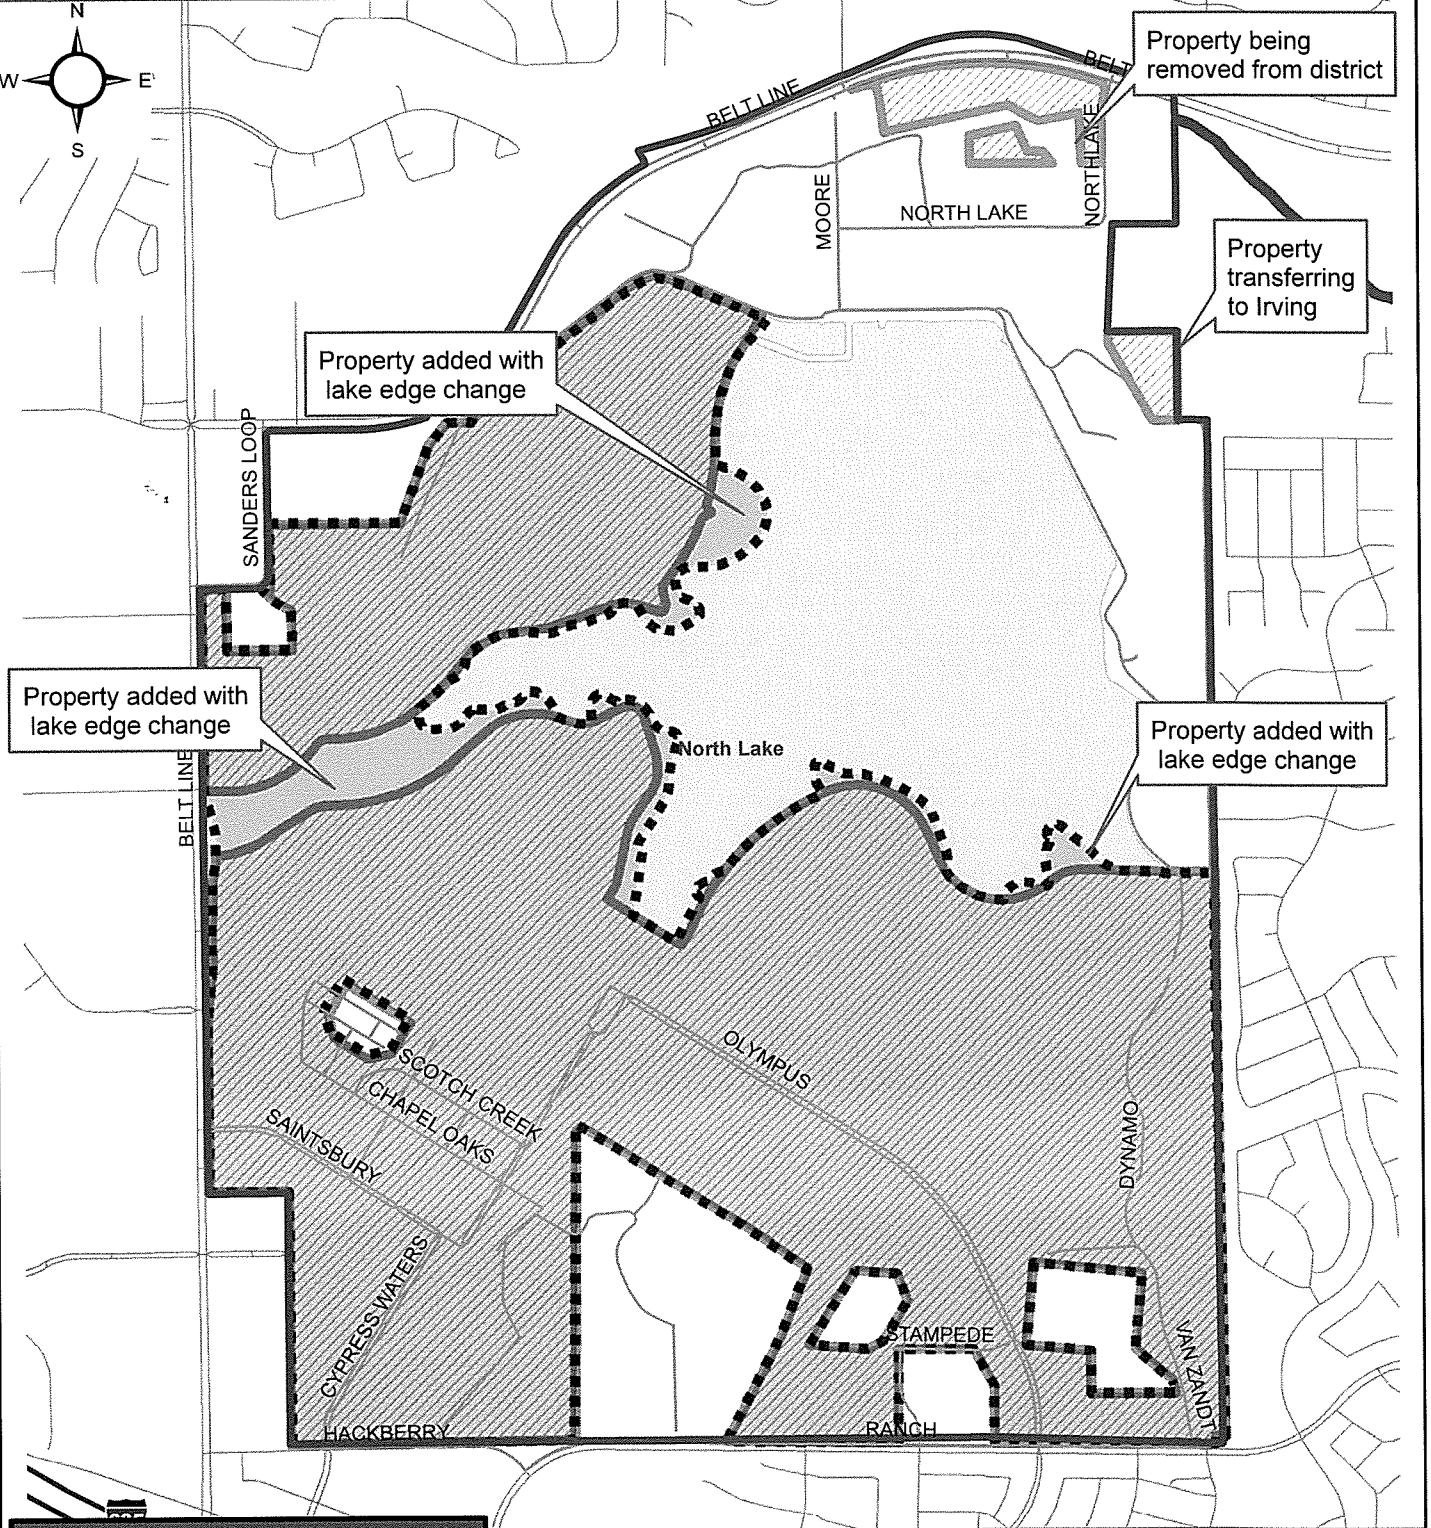 N
W
E
S
BELT LINE
BELT
Property being
removed from district
NORTHLAKE
MOORE
NORTH LAKE
Property
transferring
to Irving
Property added with
lake edge change
SANDERS LOOP
Property added with
lake edge change
BELT LINE
North Lake
Property added with
lake edge change
OLYMPUS
SCOTCH CREEK
CHAPEL OAKS
SAINTSBURY
DYNAMO
CYPRESS WATERS
STAMPEDE
VAN ZANDT
HACKBERRY
RANCH